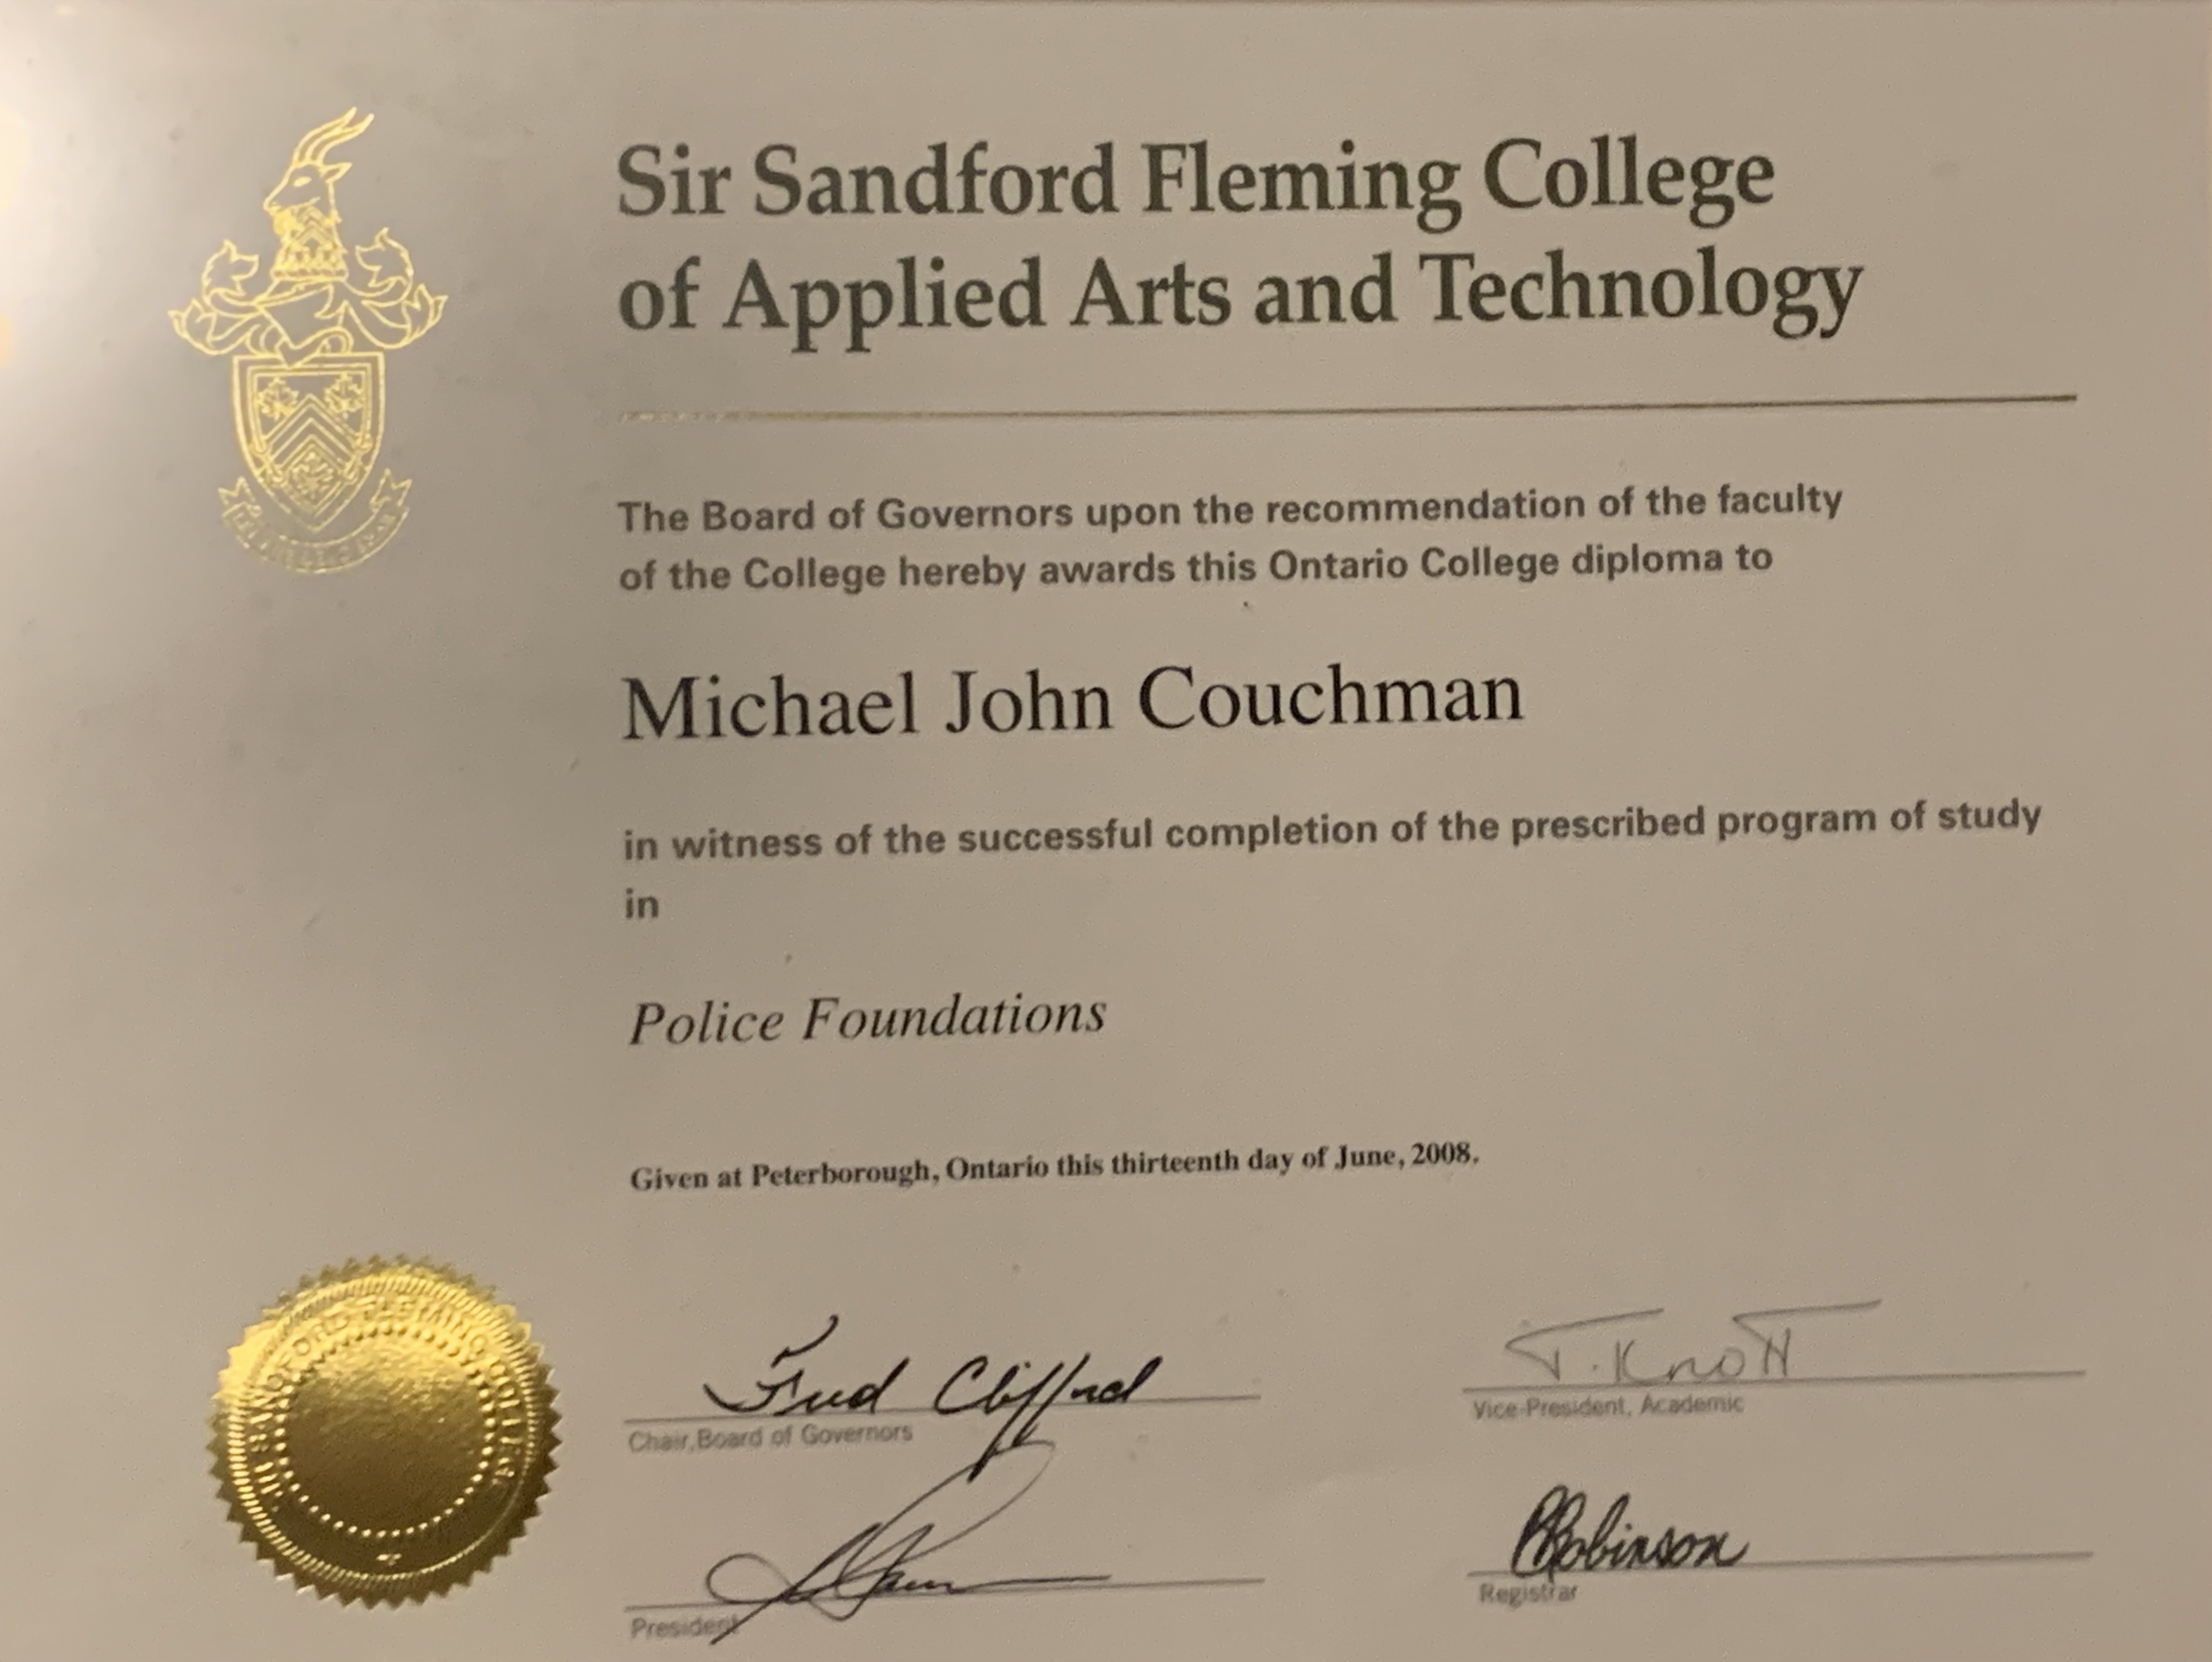 Sir Sandford Fleming College
of Applied Arts and Technology
The Board of Governors upon the recommendation of the faculty
of the College hereby awards this Ontario College diploma to
Michael John Couchman
in witness of the successful completion of the prescribed program of study
in
Police Foundations
Given at Peterborough, Ontario this thirteenth day of June, 2008.
Fred Clifford
T. Knott
Chair, Board of Governors
Vice-President, Academic
Robinson
President
Registrar
SANDFORD FLEMING COLLEGE